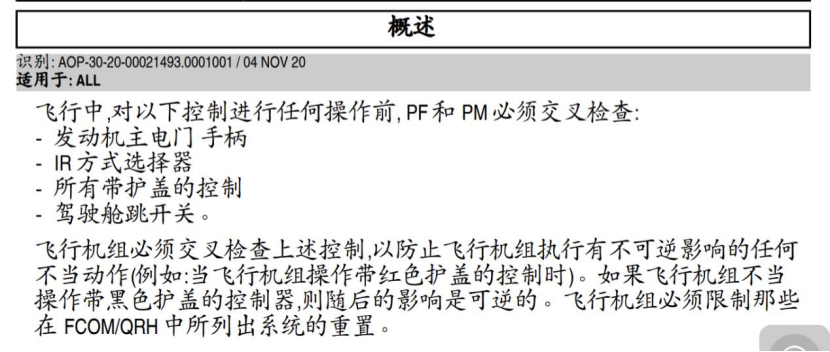 概述
识别: AOP-30-20-00021493.0001001 / 04 NOV 20
适用于: ALL
飞行中,对以下控制进行任何操作前, PF 和 PM 必须交叉检查:
- 发动机主电门 手柄
- IR 方式选择器
- 所有带护盖的控制
- 驾驶舱跳开关。
飞行机组必须交叉检查上述控制,以防止飞行机组执行有不可逆影响的任何
不当动作(例如:当飞行机组操作带红色护盖的控制时)。如果飞行机组不当
操作带黑色护盖的控制器,则随后的影响是可逆的。飞行机组必须限制那些
在 FCOM/QRH 中所列出系统的重置。